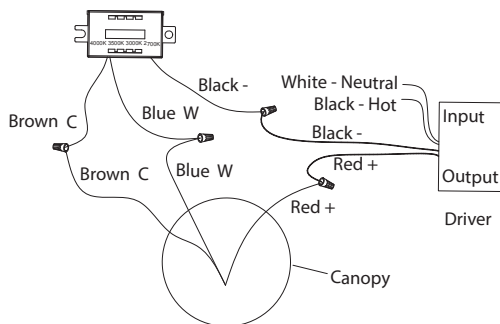 4000K 3500K 3000K 2700K
Black -
White - Neutral
Black - Hot
Brown C
Blue W
Black -
Input
Brown C
Blue W
Red +
Output
Red +
Driver
Canopy